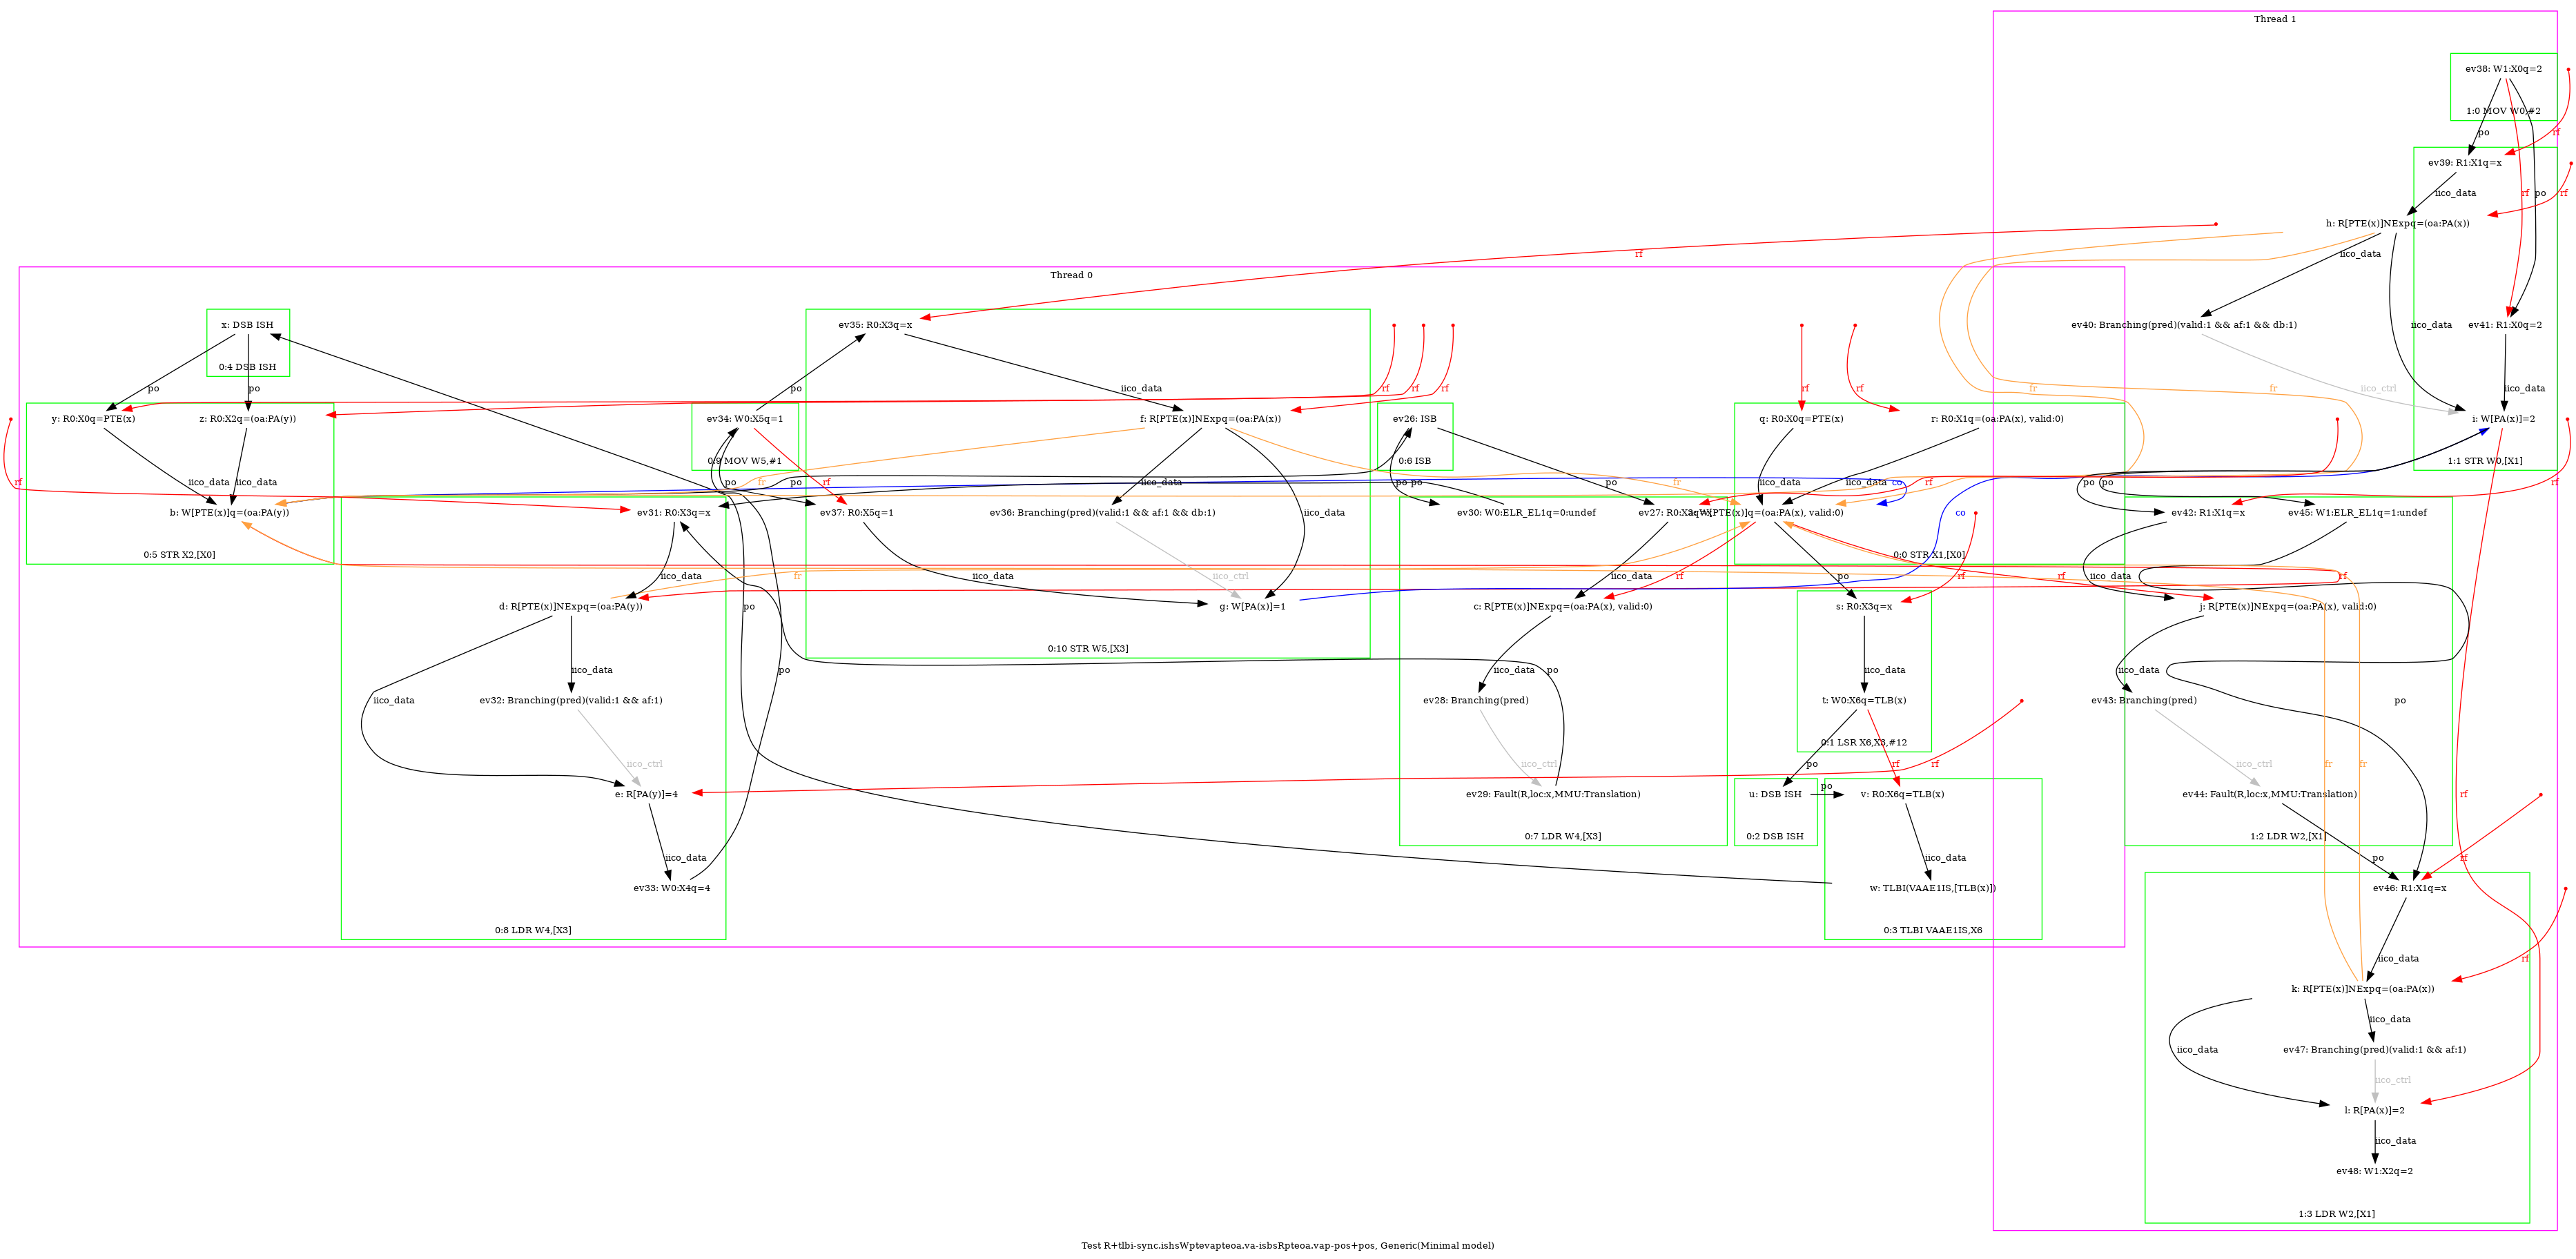 Thread 1
ev38: W1:X0q=2
1:0 MOV W0,#2
po
rf
ev39: R1:X1q=x
iico_data
rf
po
rf
h: R[PTE(x)]NExpq=(oa:PA(x))
rf
iico_data
Thread 0
x: DSB ISH
0:4 DSB ISH
ev35: R0:X3q=x
ev40: Branching(pred)(valid:1 && af:1 && db:1)
iico_data
ev41: R1:X0q=2
po
po
po
iico_data
rf
rf
rf
rf
rf
fr
fr
iico_ctrl
iico_data
y: R0:X0q=PTE(x)
z: R0:X2q=(oa:PA(y))
ev34: W0:X5q=1
f: R[PTE(x)]NExpq=(oa:PA(x))
ev26: ISB
q: R0:X0q=PTE(x)
r: R0:X1q=(oa:PA(x), valid:0)
i: W[PA(x)]=2
0:9 MOV W5,#1
0:6 ISB
1:1 STR W0,[X1]
rf
iico_data
iico_data
po
po
rf
fr
iico_data
fr
po
po
po
iico_data
iico_data
co
rf
po
po
rf
b: W[PTE(x)]q=(oa:PA(y))
ev31: R0:X3q=x
ev37: R0:X5q=1
ev36: Branching(pred)(valid:1 && af:1 && db:1)
iico_data
ev30: W0:ELR_EL1q=0:undef
ev27: R0:X3q=x
a: W[PTE(x)]q=(oa:PA(x), valid:0)
co
ev42: R1:X1q=x
ev45: W1:ELR_EL1q=1:undef
0:5 STR X2,[X0]
0:0 STR X1,[X0]
iico_data
fr
iico_data
iico_ctrl
iico_data
rf
po
rf
rf
iico_data
rf
d: R[PTE(x)]NExpq=(oa:PA(y))
g: W[PA(x)]=1
c: R[PTE(x)]NExpq=(oa:PA(x), valid:0)
s: R0:X3q=x
j: R[PTE(x)]NExpq=(oa:PA(x), valid:0)
po
0:10 STR W5,[X3]
iico_data
po
po
iico_data
iico_data
iico_data
iico_data
ev32: Branching(pred)(valid:1 && af:1)
ev28: Branching(pred)
t: W0:X6q=TLB(x)
ev43: Branching(pred)
po
0:1 LSR X6,X3,#12
iico_ctrl
iico_ctrl
po
rf
rf
iico_ctrl
fr
fr
e: R[PA(y)]=4
ev29: Fault(R,loc:x,MMU:Translation)
u: DSB ISH
po
v: R0:X6q=TLB(x)
ev44: Fault(R,loc:x,MMU:Translation)
rf
0:7 LDR W4,[X3]
0:2 DSB ISH
1:2 LDR W2,[X1]
iico_data
iico_data
po
rf
ev33: W0:X4q=4
w: TLBI(VAAE1IS,[TLB(x)])
ev46: R1:X1q=x
0:8 LDR W4,[X3]
0:3 TLBI VAAE1IS,X6
iico_data
rf
k: R[PTE(x)]NExpq=(oa:PA(x))
iico_data
iico_data
ev47: Branching(pred)(valid:1 && af:1)
iico_ctrl
l: R[PA(x)]=2
iico_data
ev48: W1:X2q=2
1:3 LDR W2,[X1]
Test R+tlbi-sync.ishsWptevapteoa.va-isbsRpteoa.vap-pos+pos, Generic(Minimal model)